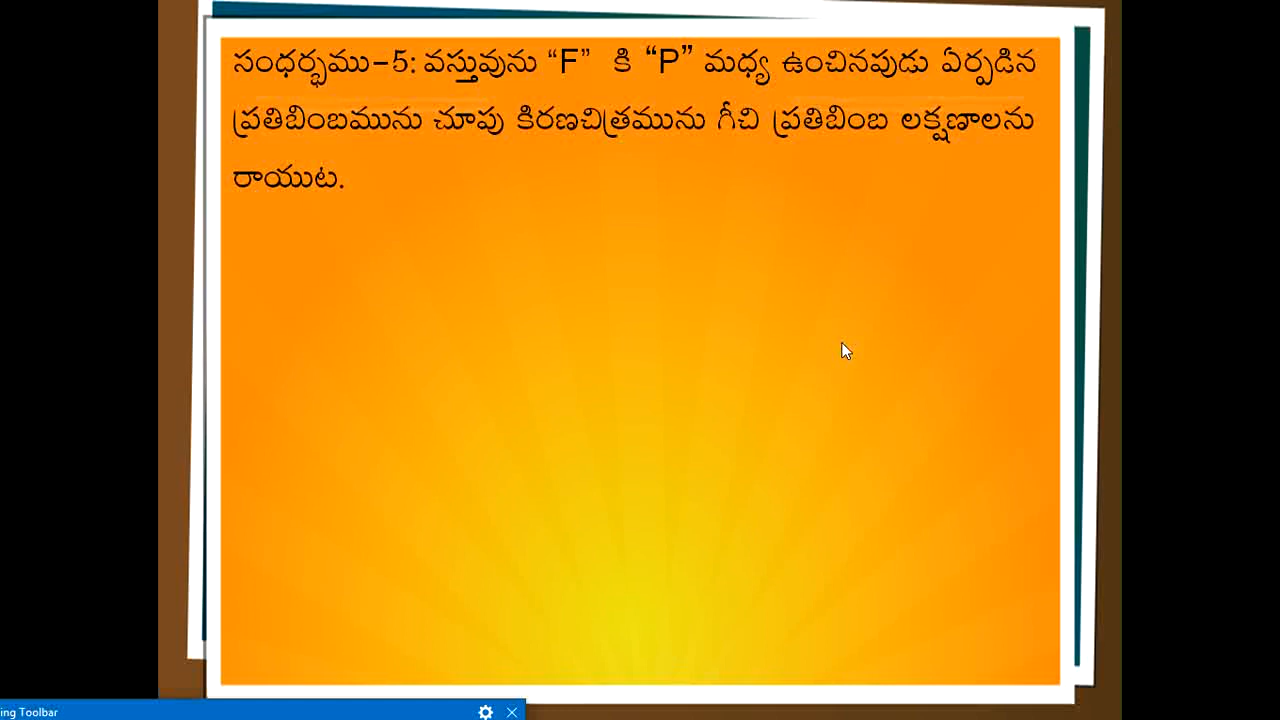 సంధర్భము-5: వస్తువును “F” కి “P” మధ్య ఉంచినపుడు ఏర్పడిన
ప్రతిబింబమును చూపు కిరణచిత్రమును గీచి ప్రతిబింబ లక్షణాలను
రాయుట.
ing Toolbar